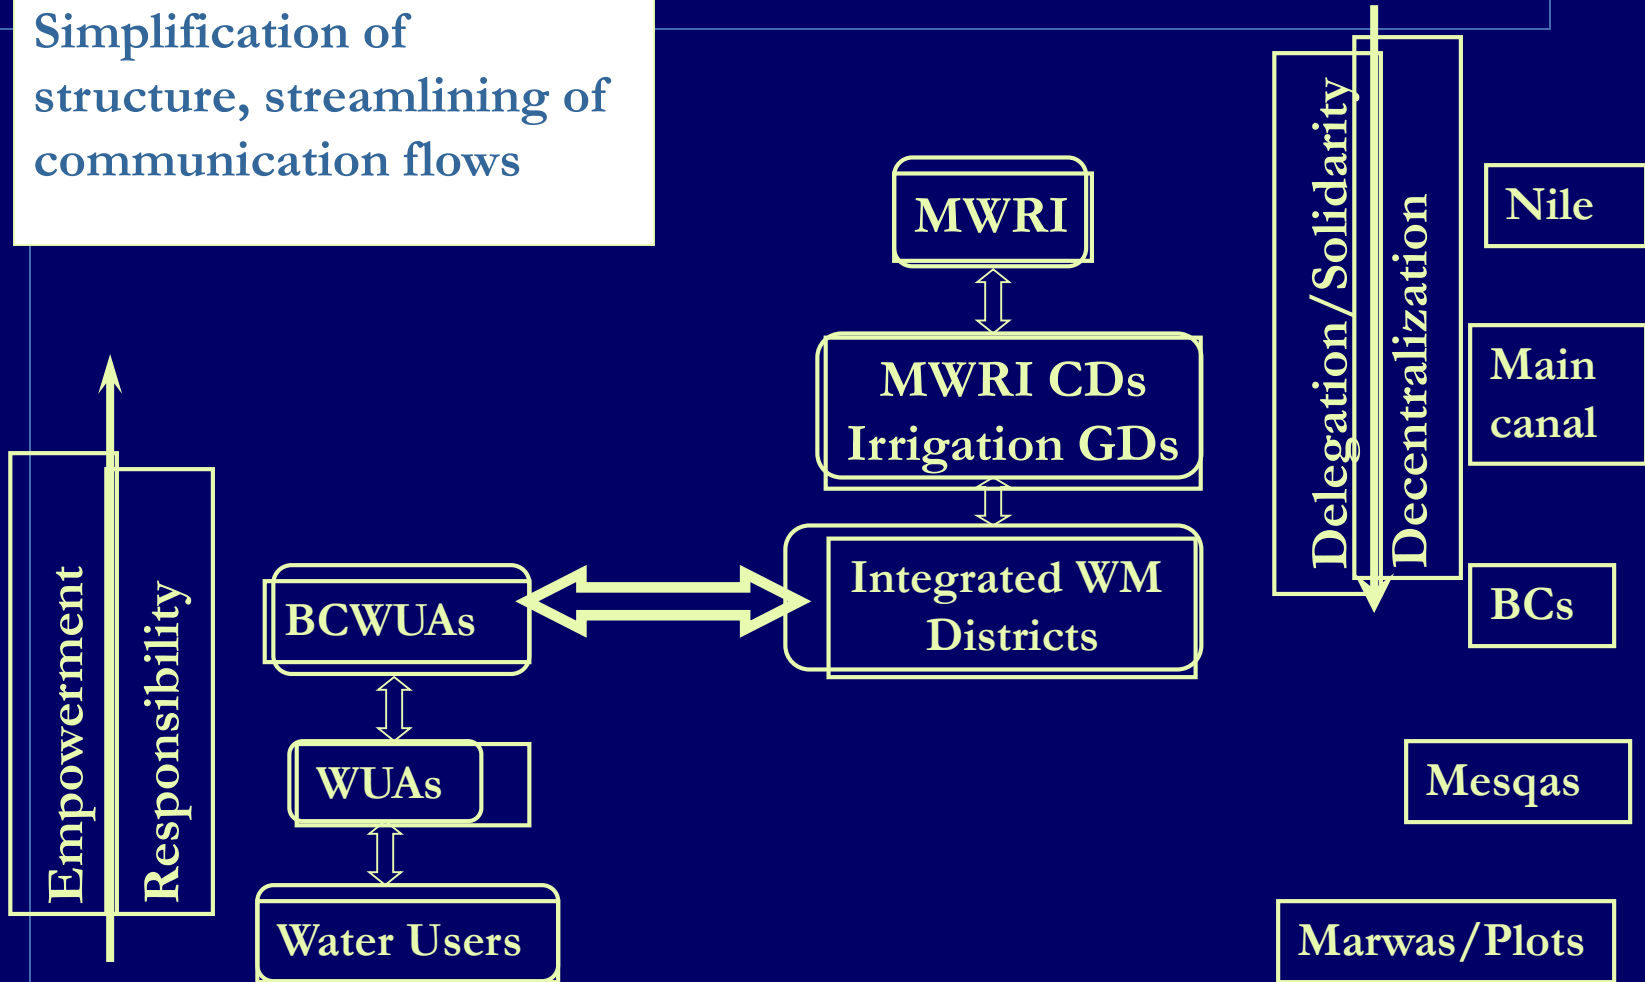 Simplification of
structure, streamlining of
communication flows
MWRI
MWRI CDs
Irrigation GDs
Integrated WM
Districts
BCWUAs
WUAs
Water Users
Empowerment
Responsibility
Delegation/Solidarity
Decentralization
Nile
Main
canal
BCs
Mesqas
Marwas/Plots